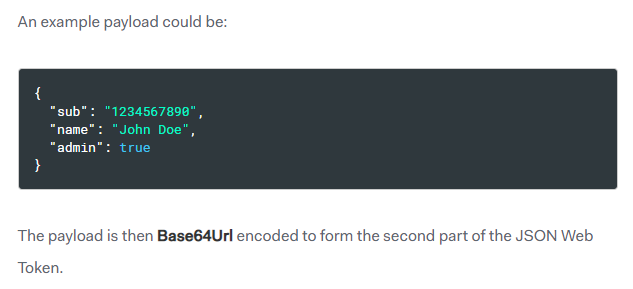 An example payload could be:
{
  "sub": "1234567890",
  "name": "John Doe",
  "admin": true
}
The payload is then Base64Url encoded to form the second part of the JSON Web
Token.